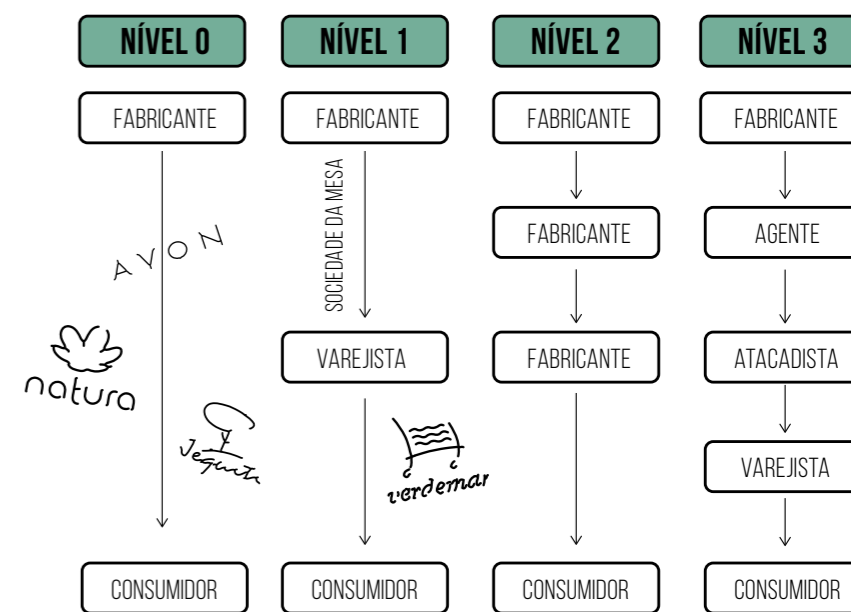 NÍVEL 0
FABRICANTE
AVON
natura
Jequiti
CONSUMIDOR
NÍVEL 1
FABRICANTE
SOCIEDADE DA MESA
VAREJISTA
verdemar
CONSUMIDOR
NÍVEL 2
FABRICANTE
FABRICANTE
FABRICANTE
CONSUMIDOR
NÍVEL 3
FABRICANTE
AGENTE
ATACADISTA
VAREJISTA
CONSUMIDOR